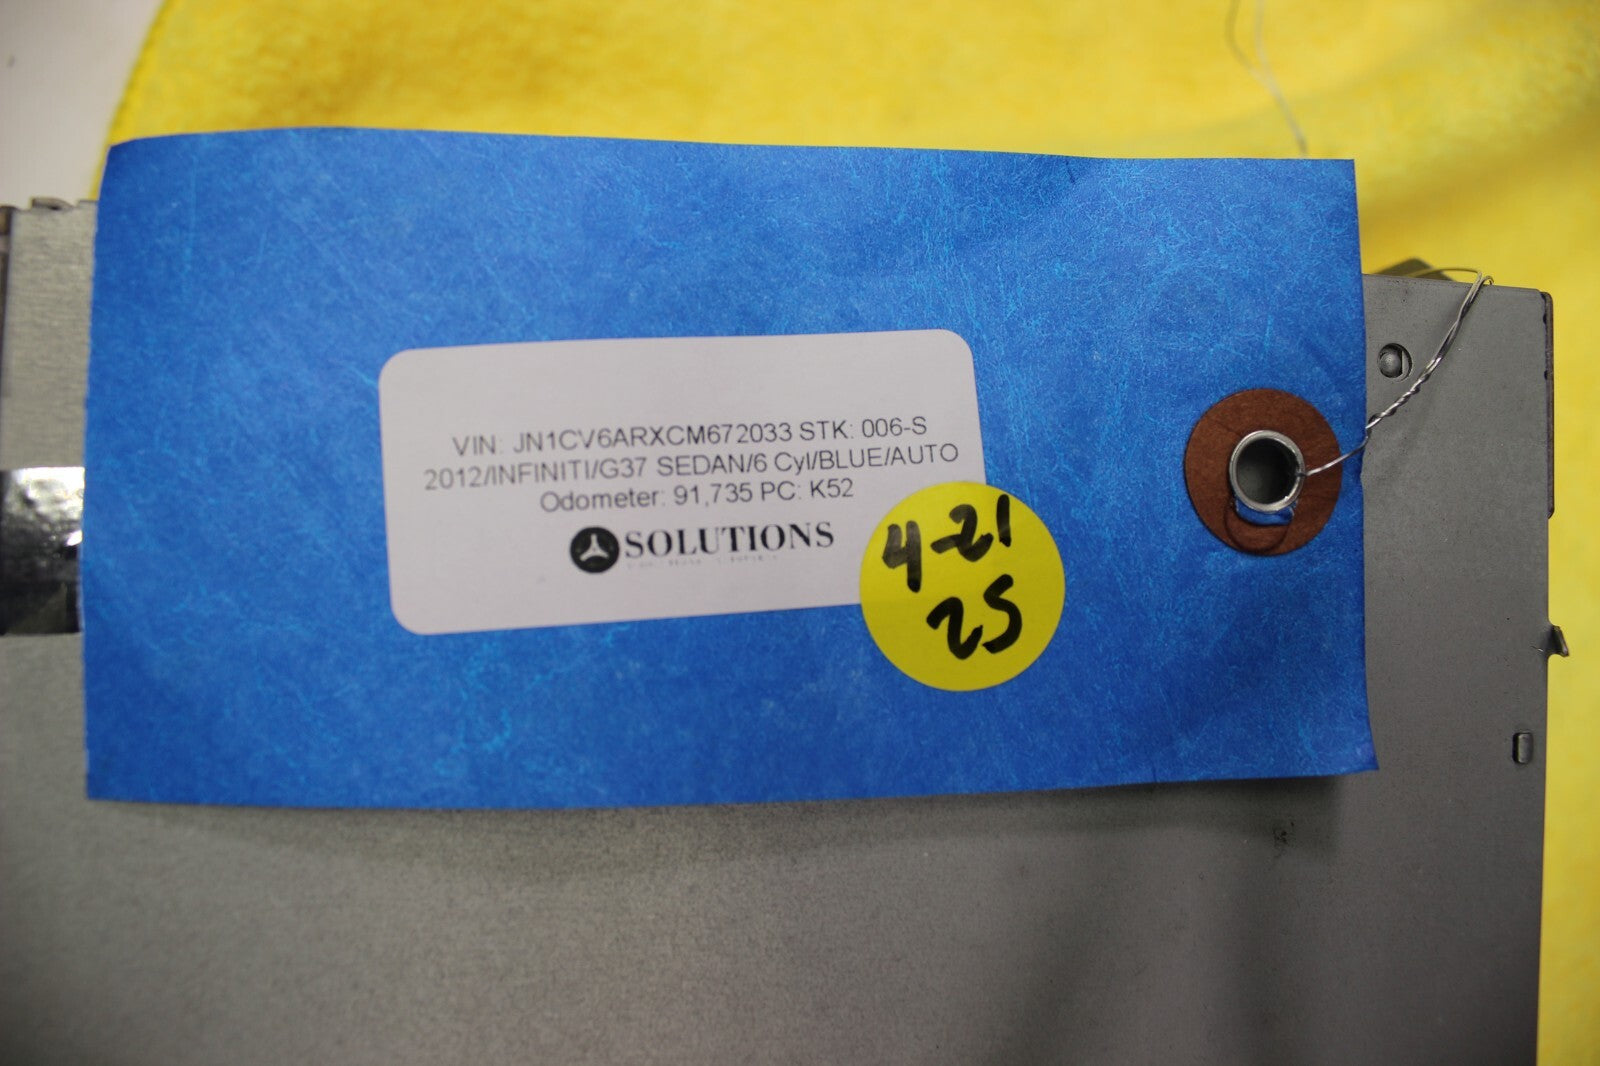 VIN: JN1CV6ARXCM672033 STK: 006-S
2012/INFINITI/G37 SEDAN/6 Cyl/BLUE/AUTO
Odometer: 91,735 PC: K52
SOLUTIONS
4-21
25